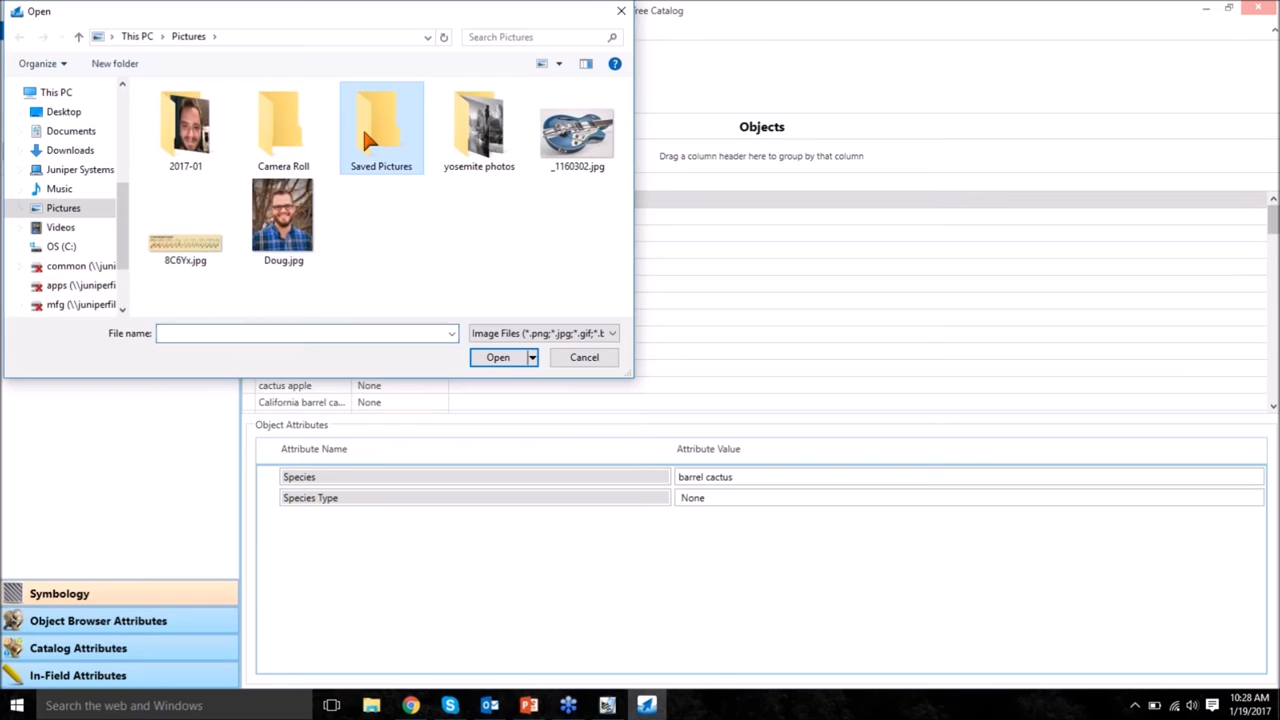 Open
ree Catalog
This PC
Pictures
Search Pictures
Organize
New folder
This PC
Desktop
Documents
Downloads
Juniper Systems
Music
Pictures
Videos
OS (C:)
common (\\juni
apps (\\juniperfil
mfg (\\juniperfil
2017-01
Camera Roll
Saved Pictures
yosemite photos
_1160302.jpg
8C6Yx.jpg
Doug.jpg
File name:
Image Files (*.png;*.jpg;*.gif;*.b
Open
Cancel
Objects
Drag a column header here to group by that column
cactus apple None
California barrel ca... None
Object Attributes
Attribute Name Attribute Value
Species barrel cactus
Species Type None
Symbology
Object Browser Attributes
Catalog Attributes
In-Field Attributes
Search the web and Windows
10:28 AM
1/19/2017